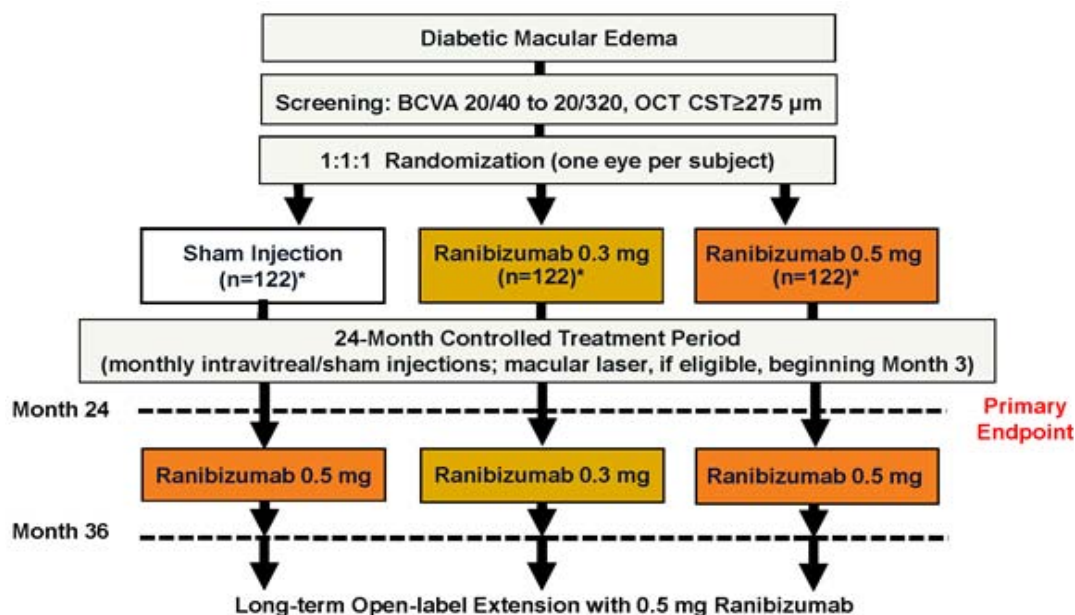 Diabetic Macular Edema
Screening: BCVA 20/40 to 20/320, OCT CST≥275 µm
1:1:1 Randomization (one eye per subject)
Sham Injection
(n=122)*
Ranibizumab 0.3 mg
(n=122)*
Ranibizumab 0.5 mg
(n=122)*
24-Month Controlled Treatment Period
(monthly intravitreal/sham injections; macular laser, if eligible, beginning Month 3)
Month 24
Primary
Endpoint
Ranibizumab 0.5 mg
Ranibizumab 0.3 mg
Ranibizumab 0.5 mg
Month 36
Long-term Open-label Extension with 0.5 mg Ranibizumab